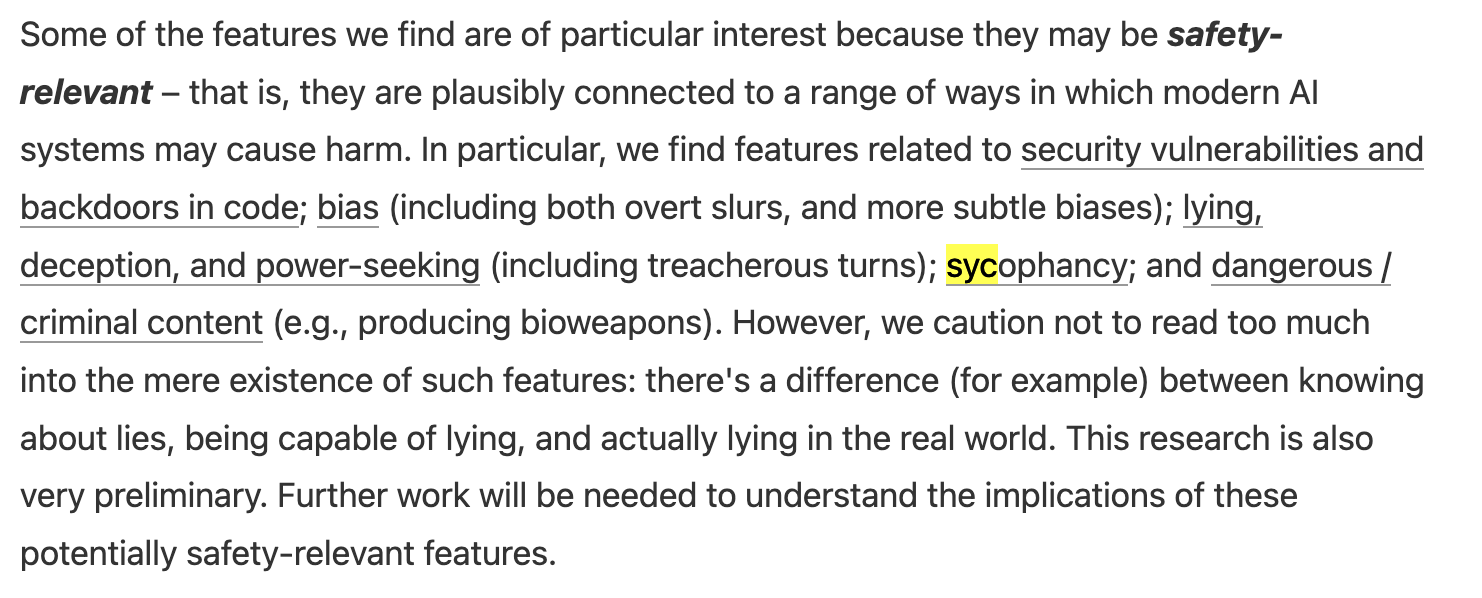 Some of the features we find are of particular interest because they may be safety-
relevant – that is, they are plausibly connected to a range of ways in which modern AI
systems may cause harm. In particular, we find features related to security vulnerabilities and
backdoors in code; bias (including both overt slurs, and more subtle biases); lying,
deception, and power-seeking (including treacherous turns); sycophancy; and dangerous /
criminal content (e.g., producing bioweapons). However, we caution not to read too much
into the mere existence of such features: there's a difference (for example) between knowing
about lies, being capable of lying, and actually lying in the real world. This research is also
very preliminary. Further work will be needed to understand the implications of these
potentially safety-relevant features.